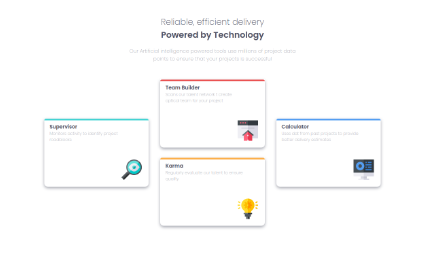 Reliable, efficient delivery
Powered by Technology
Our Artificial Intelligence powered tools use millions of project data
points to ensure that your project is successful
Team Builder
Scans our talent network to create the
optimal team for your project
Supervisor
Monitors activity to identify project
roadblocks
Calculator
Uses data from past projects to provide
better delivery estimates
Karma
Regularly evaluates our talent to ensure
quality